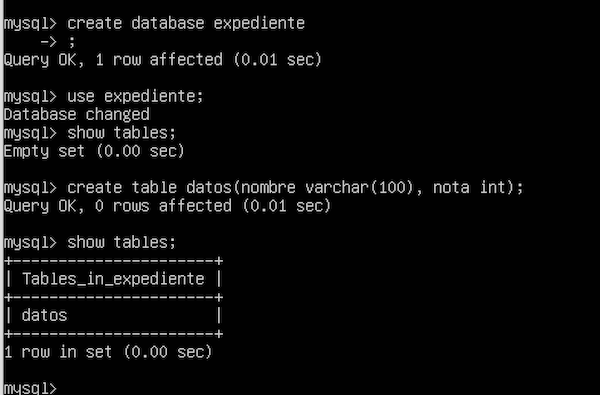 mysql> create database expediente
    -> ;
Query OK, 1 row affected (0.01 sec)

mysql> use expediente;
Database changed
mysql> show tables;
Empty set (0.00 sec)

mysql> create table datos(nombre varchar(100), nota int);
Query OK, 0 rows affected (0.01 sec)

mysql> show tables;
+----------------------+
| Tables_in_expediente |
+----------------------+
| datos                |
+----------------------+
1 row in set (0.00 sec)

mysql>